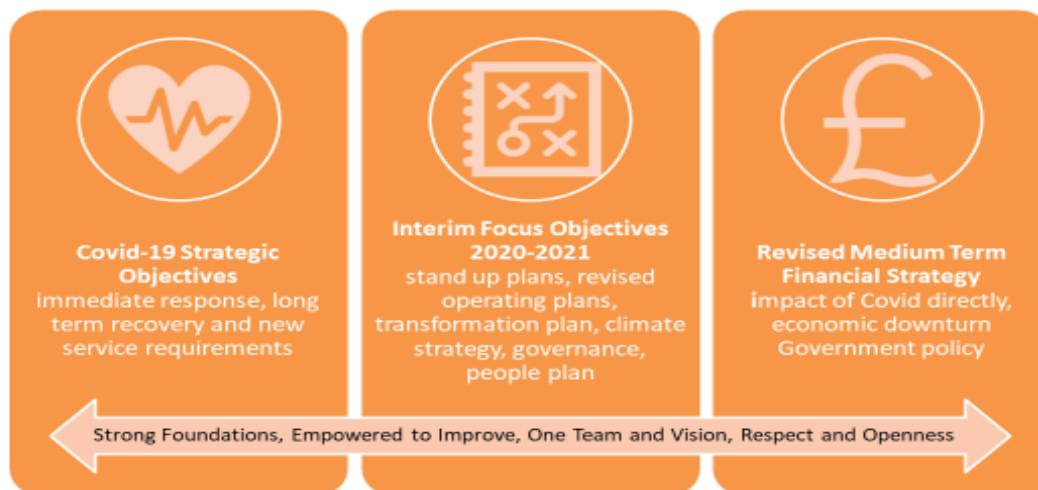 Covid-19 Strategic
Objectives
immediate response, long
term recovery and new
service requirements
Interim Focus Objectives
2020-2021
stand up plans, revised
operating plans,
transformation plan, climate
strategy, governance,
people plan
Revised Medium Term
Financial Strategy
impact of Covid directly,
economic downturn
Government policy
Strong Foundations, Empowered to Improve, One Team and Vision, Respect and Openness